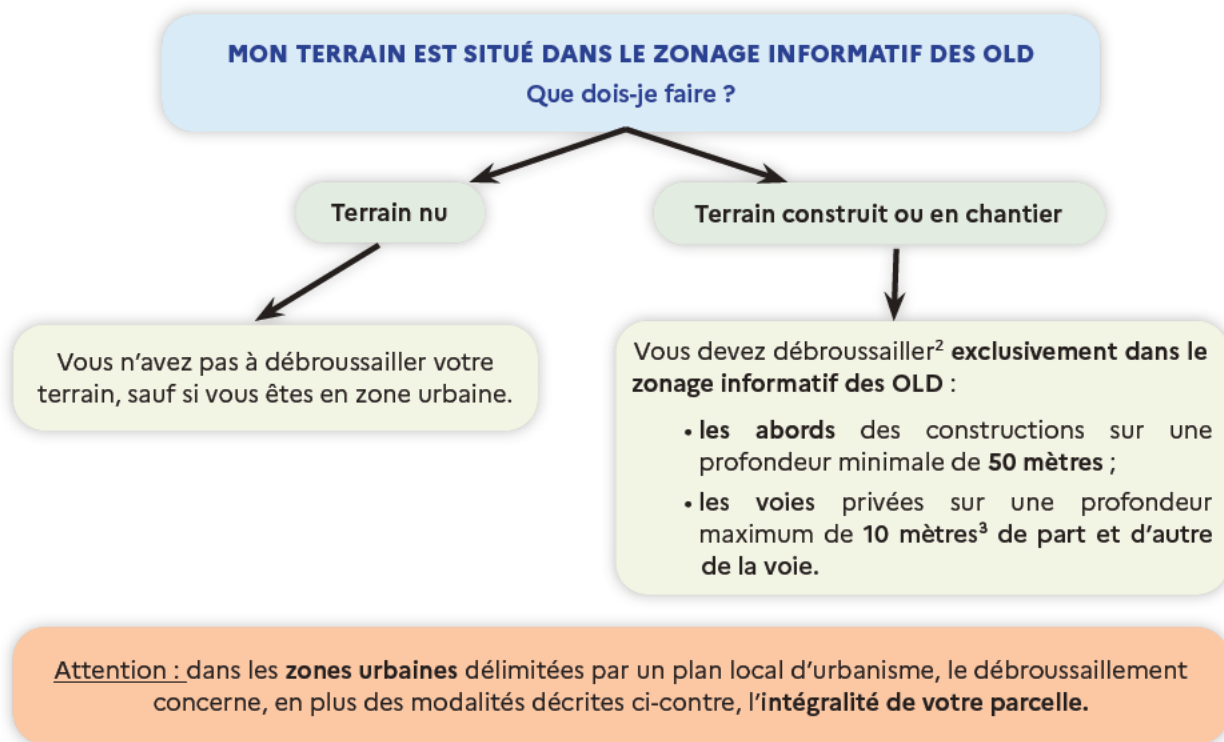 MON TERRAIN EST SITUÉ DANS LE ZONAGE INFORMATIF DES OLD
Que dois-je faire ?
Terrain nu
Terrain construit ou en chantier
Vous n'avez pas à débroussailler votre
terrain, sauf si vous êtes en zone urbaine.
Vous devez débroussailler² exclusivement dans le
zonage informatif des OLD :
• les abords des constructions sur une
profondeur minimale de 50 mètres ;
• les voies privées sur une profondeur
maximum de 10 mètres³ de part et d'autre
de la voie.
Attention : dans les zones urbaines délimitées par un plan local d'urbanisme, le débroussaillement
concerne, en plus des modalités décrites ci-contre, l'intégralité de votre parcelle.